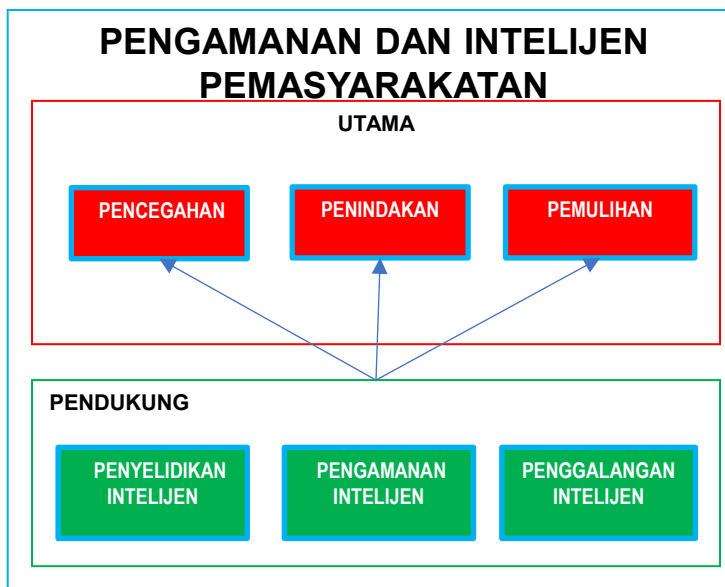 PENGAMANAN DAN INTELIJEN
PEMASYARAKATAN
UTAMA
PENCEGAHAN
PENINDAKAN
PEMULIHAN
PENDUKUNG
PENYELIDIKAN
INTELIJEN
PENGAMANAN
INTELIJEN
PENGGALANGAN
INTELIJEN